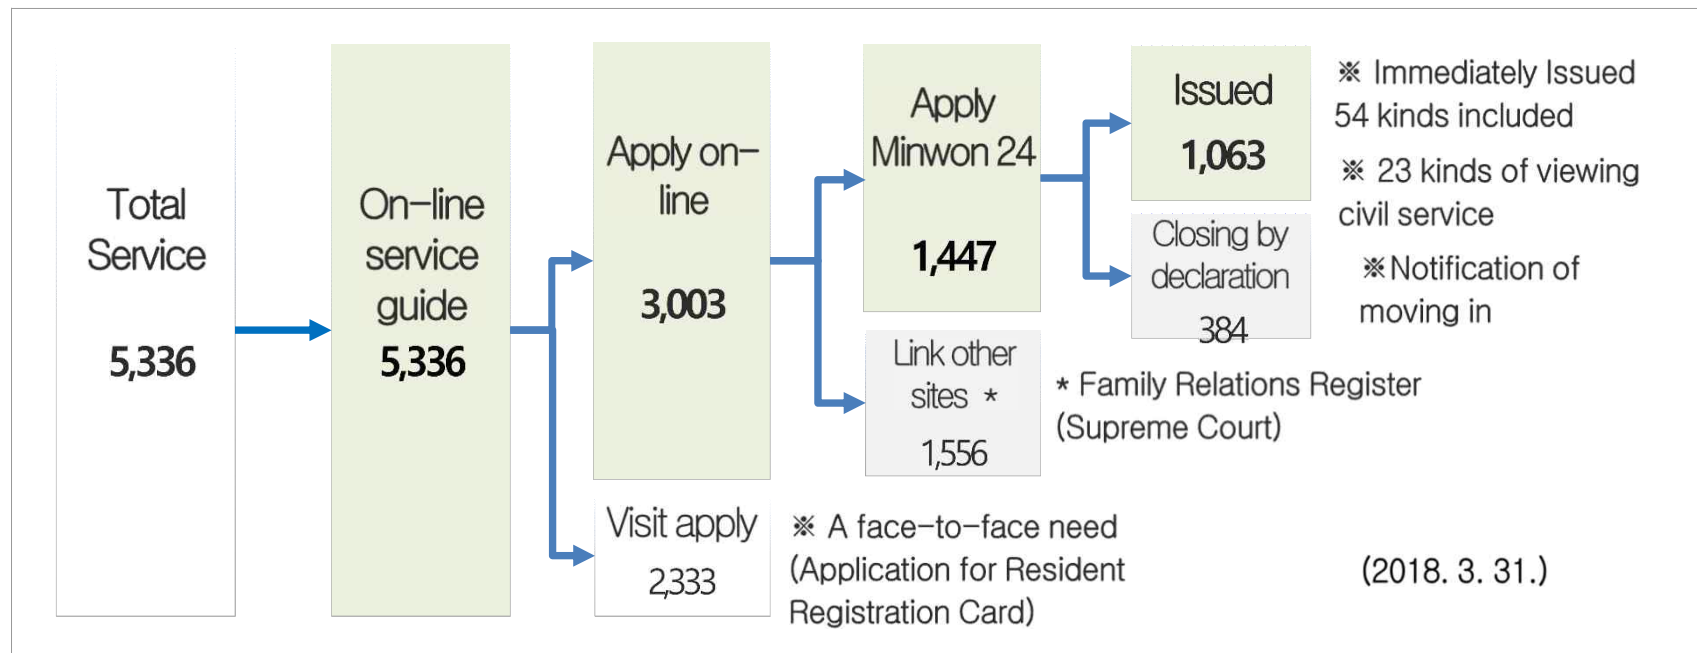 Total
Service
5,336
On-line
service
guide
5,336
Apply on-
line
3,003
Visit apply
2,333
※ A face-to-face need
(Application for Resident
Registration Card)
Apply
Minwon 24
1,447
Link other
sites *
1,556
* Family Relations Register
(Supreme Court)
Issued
1,063
Closing by
declaration
384
※ Immediately Issued
54 kinds included
※ 23 kinds of viewing
civil service
※Notification of
moving in
(2018. 3. 31.)